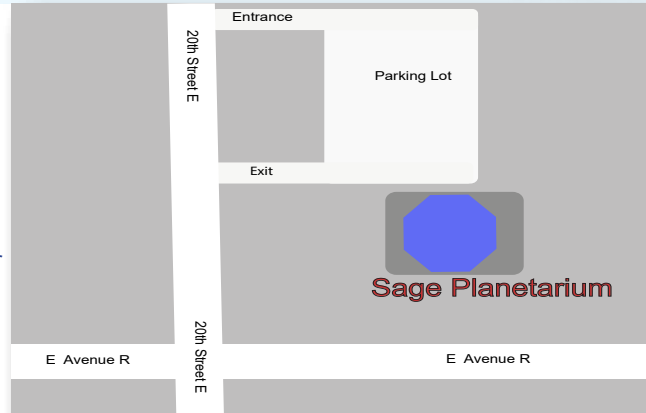 Entrance
20th Street E
Parking Lot
Exit
Sage Planetarium
20th Street E
E Avenue R
E Avenue R